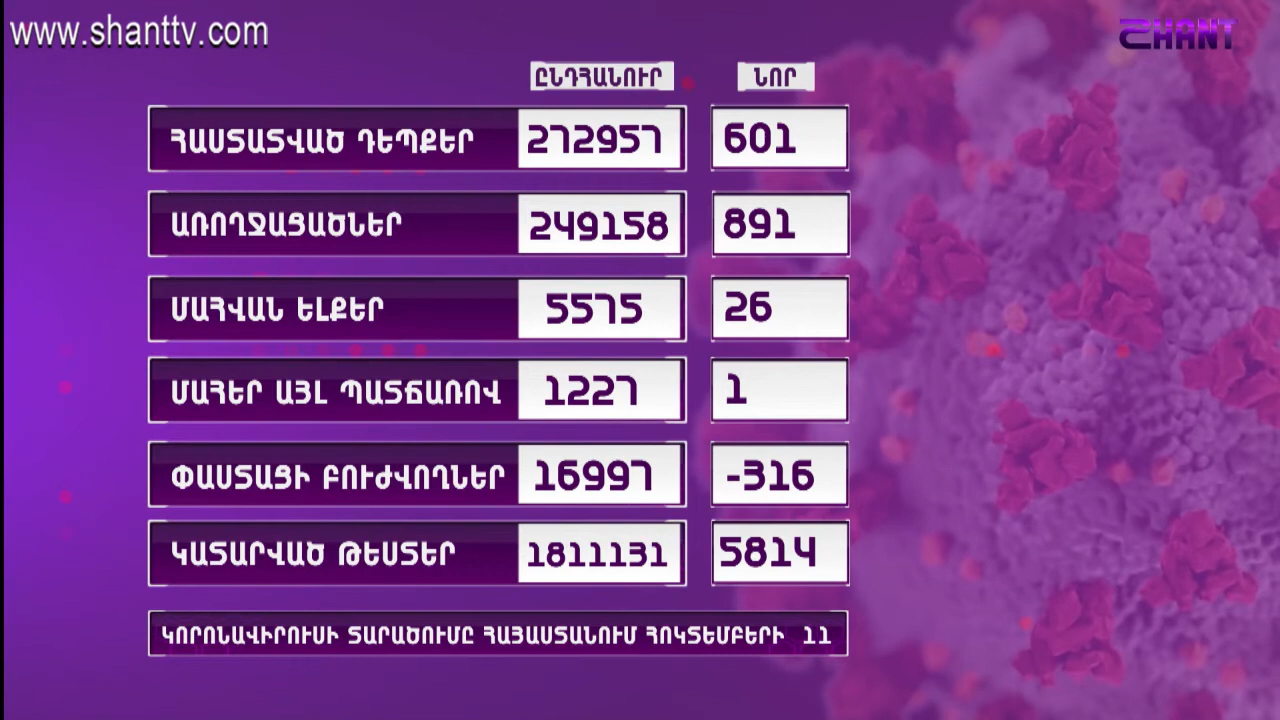 www.shanttv.com
SHANT
ԸՆԴՀԱՆՈՒՐ ՆՈՐ
ՀԱՍՏԱՏՎԱԾ ԴԵՊՔԵՐ 272957 601
ԱՌՈՂՋԱՑԱԾՆԵՐ 249158 891
ՄԱՀՎԱՆ ԵԼՔԵՐ 5575 26
ՄԱՀԵՐ ԱՅԼ ՊԱՏՃԱՌՈՎ 1227 1
ՓԱՍՏԱՑԻ ԲՈՒԺՎՈՂՆԵՐ 16997 -316
ԿԱՏԱՐՎԱԾ ԹԵՍՏԵՐ 1811131 5814
ԿՈՐՈՆԱՎԻՐՈՒՍԻ ՏԱՐԱԾՈՒՄԸ ՀԱՅԱՍՏԱՆՈՒՄ ՀՈԿՏԵՄԲԵՐԻ 11